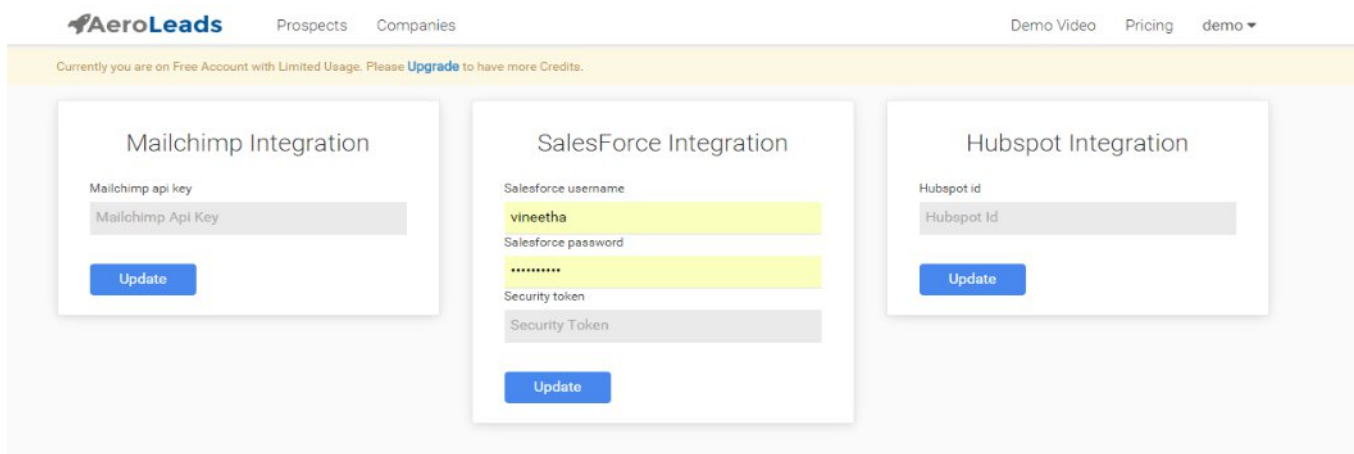 AeroLeads Prospects Companies Demo Video Pricing demo
Currently you are on Free Account with Limited Usage. Please Upgrade to have more Credits.
Mailchimp Integration
Mailchimp api key
Mailchimp Api Key
Update
SalesForce Integration
Salesforce username
vineetha
Salesforce password
••••••••••
Security token
Security Token
Update
Hubspot Integration
Hubspot id
Hubspot Id
Update